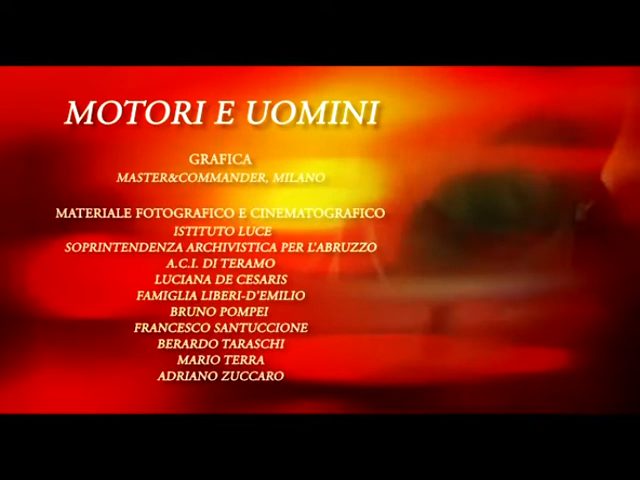 MOTORI E UOMINI
GRAFICA
MASTER&COMMANDER, MILANO
MATERIALE FOTOGRAFICO E CINEMATOGRAFICO
ISTITUTO LUCE
SOPRINTENDENZA ARCHIVISTICA PER L'ABRUZZO
A.C.I. DI TERAMO
LUCIANA DE CESARIS
FAMIGLIA LIBERI-D'EMILIO
BRUNO POMPEI
FRANCESCO SANTUCCIONE
BERARDO TARASCHI
MARIO TERRA
ADRIANO ZUCCARO